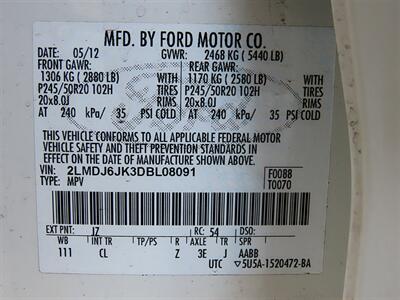 MFD. BY FORD MOTOR CO.
DATE: 05/12 GVWR: 2468 KG ( 5440 LB)
FRONT GAWR: REAR GAWR:
1306 KG ( 2880 LB) WITH 1170 KG ( 2580 LB) WITH
P245/50R20 102H TIRES P245/50R20 102H TIRES
20x8.0J RIMS 20x8.0J RIMS
AT 240 kPa/ 35 PSI COLD AT 240 kPa/ 35 PSI COLD
THIS VEHICLE CONFORMS TO ALL APPLICABLE FEDERAL MOTOR
VEHICLE SAFETY AND THEFT PREVENTION STANDARDS IN
EFFECT ON THE DATE OF MANUFACTURE SHOWN ABOVE.
VIN: 2LMDJ6JK3DBL08091 F0088
TYPE: MPV T0070
EXT PNT: JZ RC: 54 DSO:
WB INT TR TP/PS R AXLE TR SPR
111 CL Z 3E J AABB
UTC 5U5A-1520472-BA